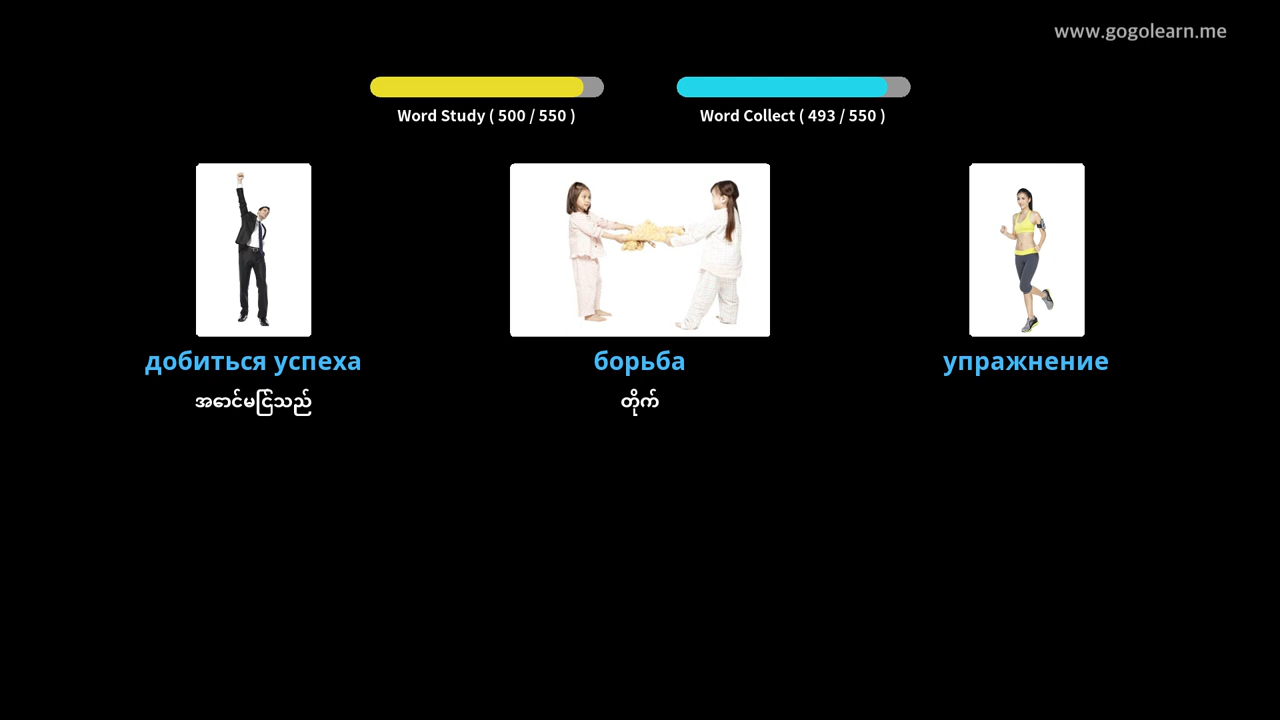 www.gogolearn.me
Word Study ( 500 / 550 )
Word Collect ( 493 / 550 )
добиться успеха
борьба
упражнение
အောင်မြင်သည်
တိုက်